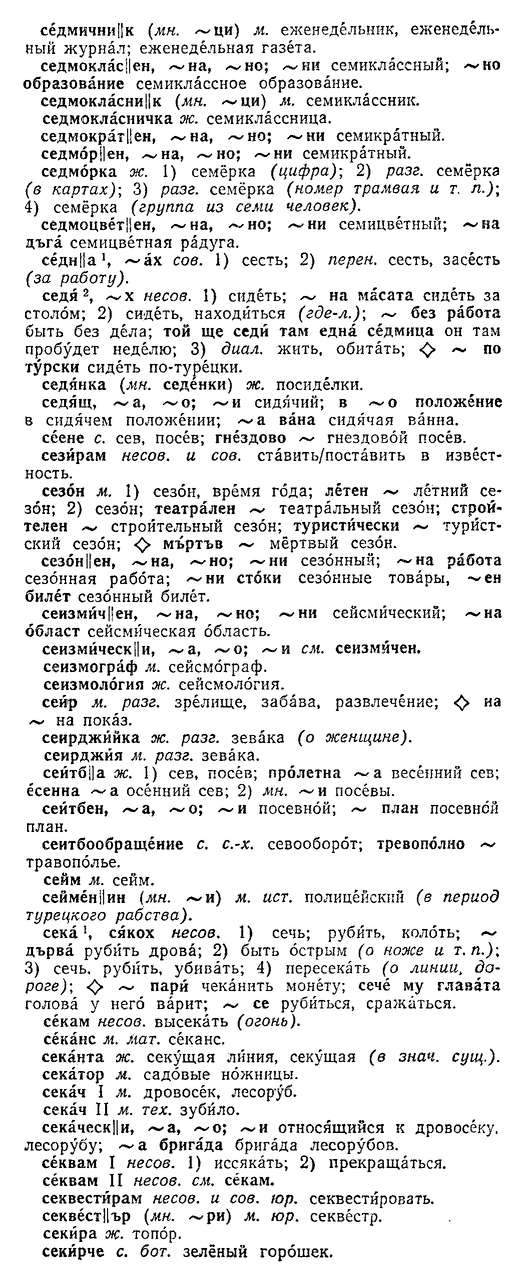 се́дмични||к (мн. ~ци) м. еженеде́льник, еженеде́ль-
ный журна́л; еженеде́льная газе́та.
седмокла́с||ен, ~на, ~но; ~ни семикла́ссный; ~но
образова́ние семикла́ссное образова́ние.
седмокла́сни||к (мн. ~ци) м. семикла́ссник.
седмокла́сничка ж. семикла́ссница.
седмокра́т||ен, ~на, ~но; ~ни семикра́тный.
седмо́р||ен, ~на, ~но; ~ни семикра́тный.
седмо́рка ж. 1) семёрка (цифра); 2) разг. семёрка
(в картах); 3) разг. семёрка (номер трамвая и т. п.);
4) семёрка (группа из семи человек).
седмоцве́т||ен, ~на, ~но; ~ни семицве́тный; ~на
дъга́ семицве́тная ра́дуга.
се́дн||а ¹, ~ах сов. 1) сесть; 2) перен. сесть, засе́сть
(за работу).
седя́ ², ~х несов. 1) сиде́ть; ~ на ма́сата сиде́ть за
столо́м; 2) сиде́ть, находи́ться (где-л.); ~ без ра́бота
быть без де́ла; той ще седи́ там една́ се́дмица он там
пробу́дет неде́лю; 3) диал. жить, обита́ть; ◇ ~ по
ту́рски сиде́ть по-туре́цки.
седя́нка (мн. седе́нки) ж. посиде́лки.
седя́щ, ~а, ~о; ~и сидя́чий; в ~о положе́ние
в сидя́чем положе́нии; ~а ва́на сидя́чая ва́нна.
се́ене с. сев, посе́в; гнёздово ~ гнездово́й посе́в.
сези́рам несов. и сов. ста́вить/поста́вить в изве́ст-
ность.
сезо́н м. 1) сезо́н, вре́мя го́да; ле́тен ~ ле́тний се-
зо́н; 2) сезо́н; театра́лен ~ театра́льный сезо́н; строи́-
телен ~ строи́тельный сезо́н; туристи́чески ~ тури́ст-
ский сезо́н; ◇ мъ́ртъв ~ мёртвый сезо́н.
сезо́н||ен, ~на, ~но; ~ни сезо́нный; ~на ра́бота
сезо́нная рабо́та; ~ни сто́ки сезо́нные това́ры, ~ен
биле́т сезо́нный биле́т.
сеизми́ч||ен, ~на, ~но; ~ни сейсми́ческий; ~на
о́бласт сейсми́ческая о́бласть.
сеизми́ческ||и, ~а, ~о; ~и см. сеизми́чен.
сеизмогра́ф м. сейсмо́граф.
сеизмоло́гия ж. сейсмоло́гия.
сеи́р м. разг. зре́лище, заба́ва, развлече́ние; ◇ на
~ на пока́з.
сеирджи́йка ж. разг. зева́ка (о женщине).
сеирджи́я м. разг. зева́ка.
сеитб||а́ ж. 1) сев, посе́в; про́летна ~а весе́нний сев;
е́сенна ~а осе́нний сев; 2) мн. ~и посе́вы.
сеи́тбен, ~а, ~о; ~и посевно́й; ~ план посевно́й
план.
сеитбообраще́ние с. с.-х. севооборо́т; тревопо́лно ~
травопо́лье.
сейм м. сейм.
сейме́н||ин (мн. ~и) м. ист. полице́йский (в период
турецкого рабства).
сека́ ¹, ся́кох несов. 1) сечь; руби́ть, коло́ть; ~
дърва́ руби́ть дрова́; 2) быть о́стрым (о ноже и т. п.);
3) сечь, руби́ть, убива́ть; 4) пересека́ть (о линии, до-
роге); ◇ ~ пари́ чека́нить моне́ту; сече́ му глава́та
голова́ у него́ ва́рит; ~ се руби́ться, сража́ться.
се́кам несов. высека́ть (огонь).
се́канс м. мат. се́канс.
сека́нта ж. секу́щая ли́ния, секу́щая (в знач. сущ.).
сека́тор м. садо́вые но́жницы.
сека́ч I м. дровосе́к, лесору́б.
сека́ч II м. тех. зуби́ло.
сека́ческ||и, ~а, ~о; ~и относя́щийся к дровосе́ку,
лесору́бу; ~а брига́да брига́да лесору́бов.
се́квам I несов. 1) иссяка́ть; 2) прекраща́ться.
се́квам II несов. см. се́кам.
секвести́рам несов. и сов. юр. секвестри́ровать.
секве́ст||ър (мн. ~ри) м. юр. секве́стр.
секи́ра ж. топо́р.
секи́рче с. бот. зелёный горо́шек.